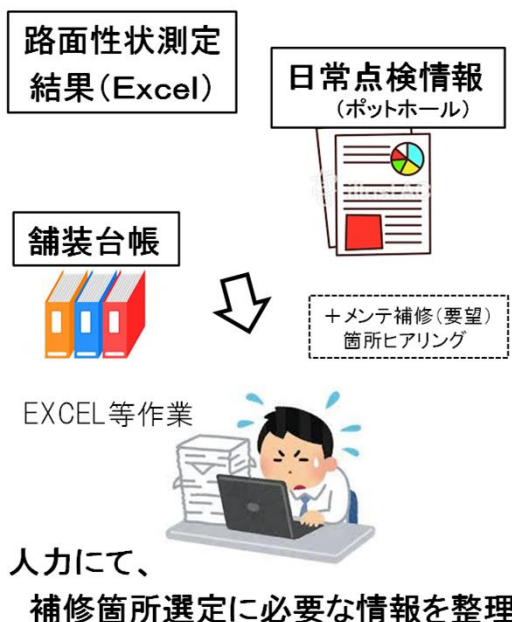 路面性状測定
結果(Excel)
日常点検情報
(ポットホール)
舗装台帳
+メンテ補修(要望)
箇所ヒアリング
EXCEL等作業
人力にて、
補修箇所選定に必要な情報を整理